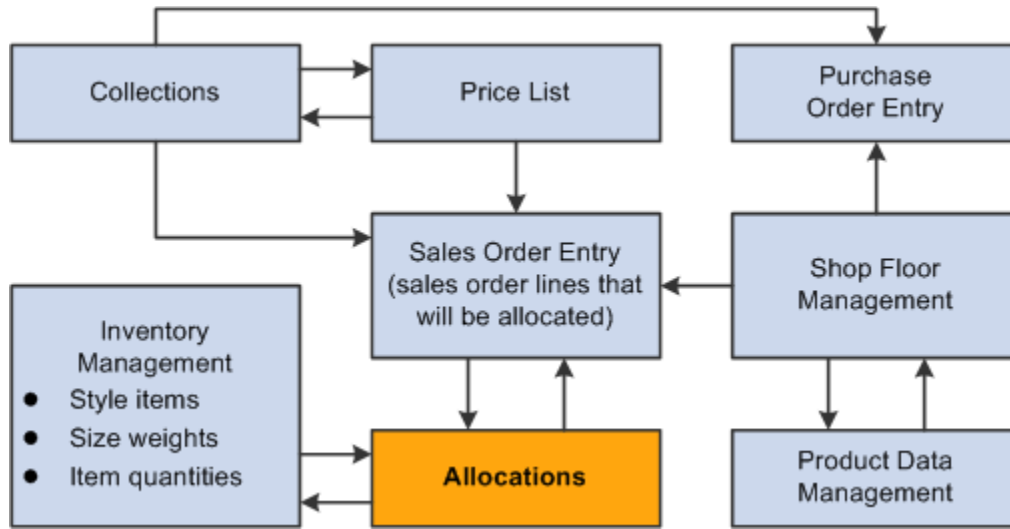 Collections
Price List
Purchase
Order Entry
Sales Order Entry
(sales order lines that
will be allocated)
Shop Floor
Management
Inventory
Management
● Style items
● Size weights
● Item quantities
Allocations
Product Data
Management